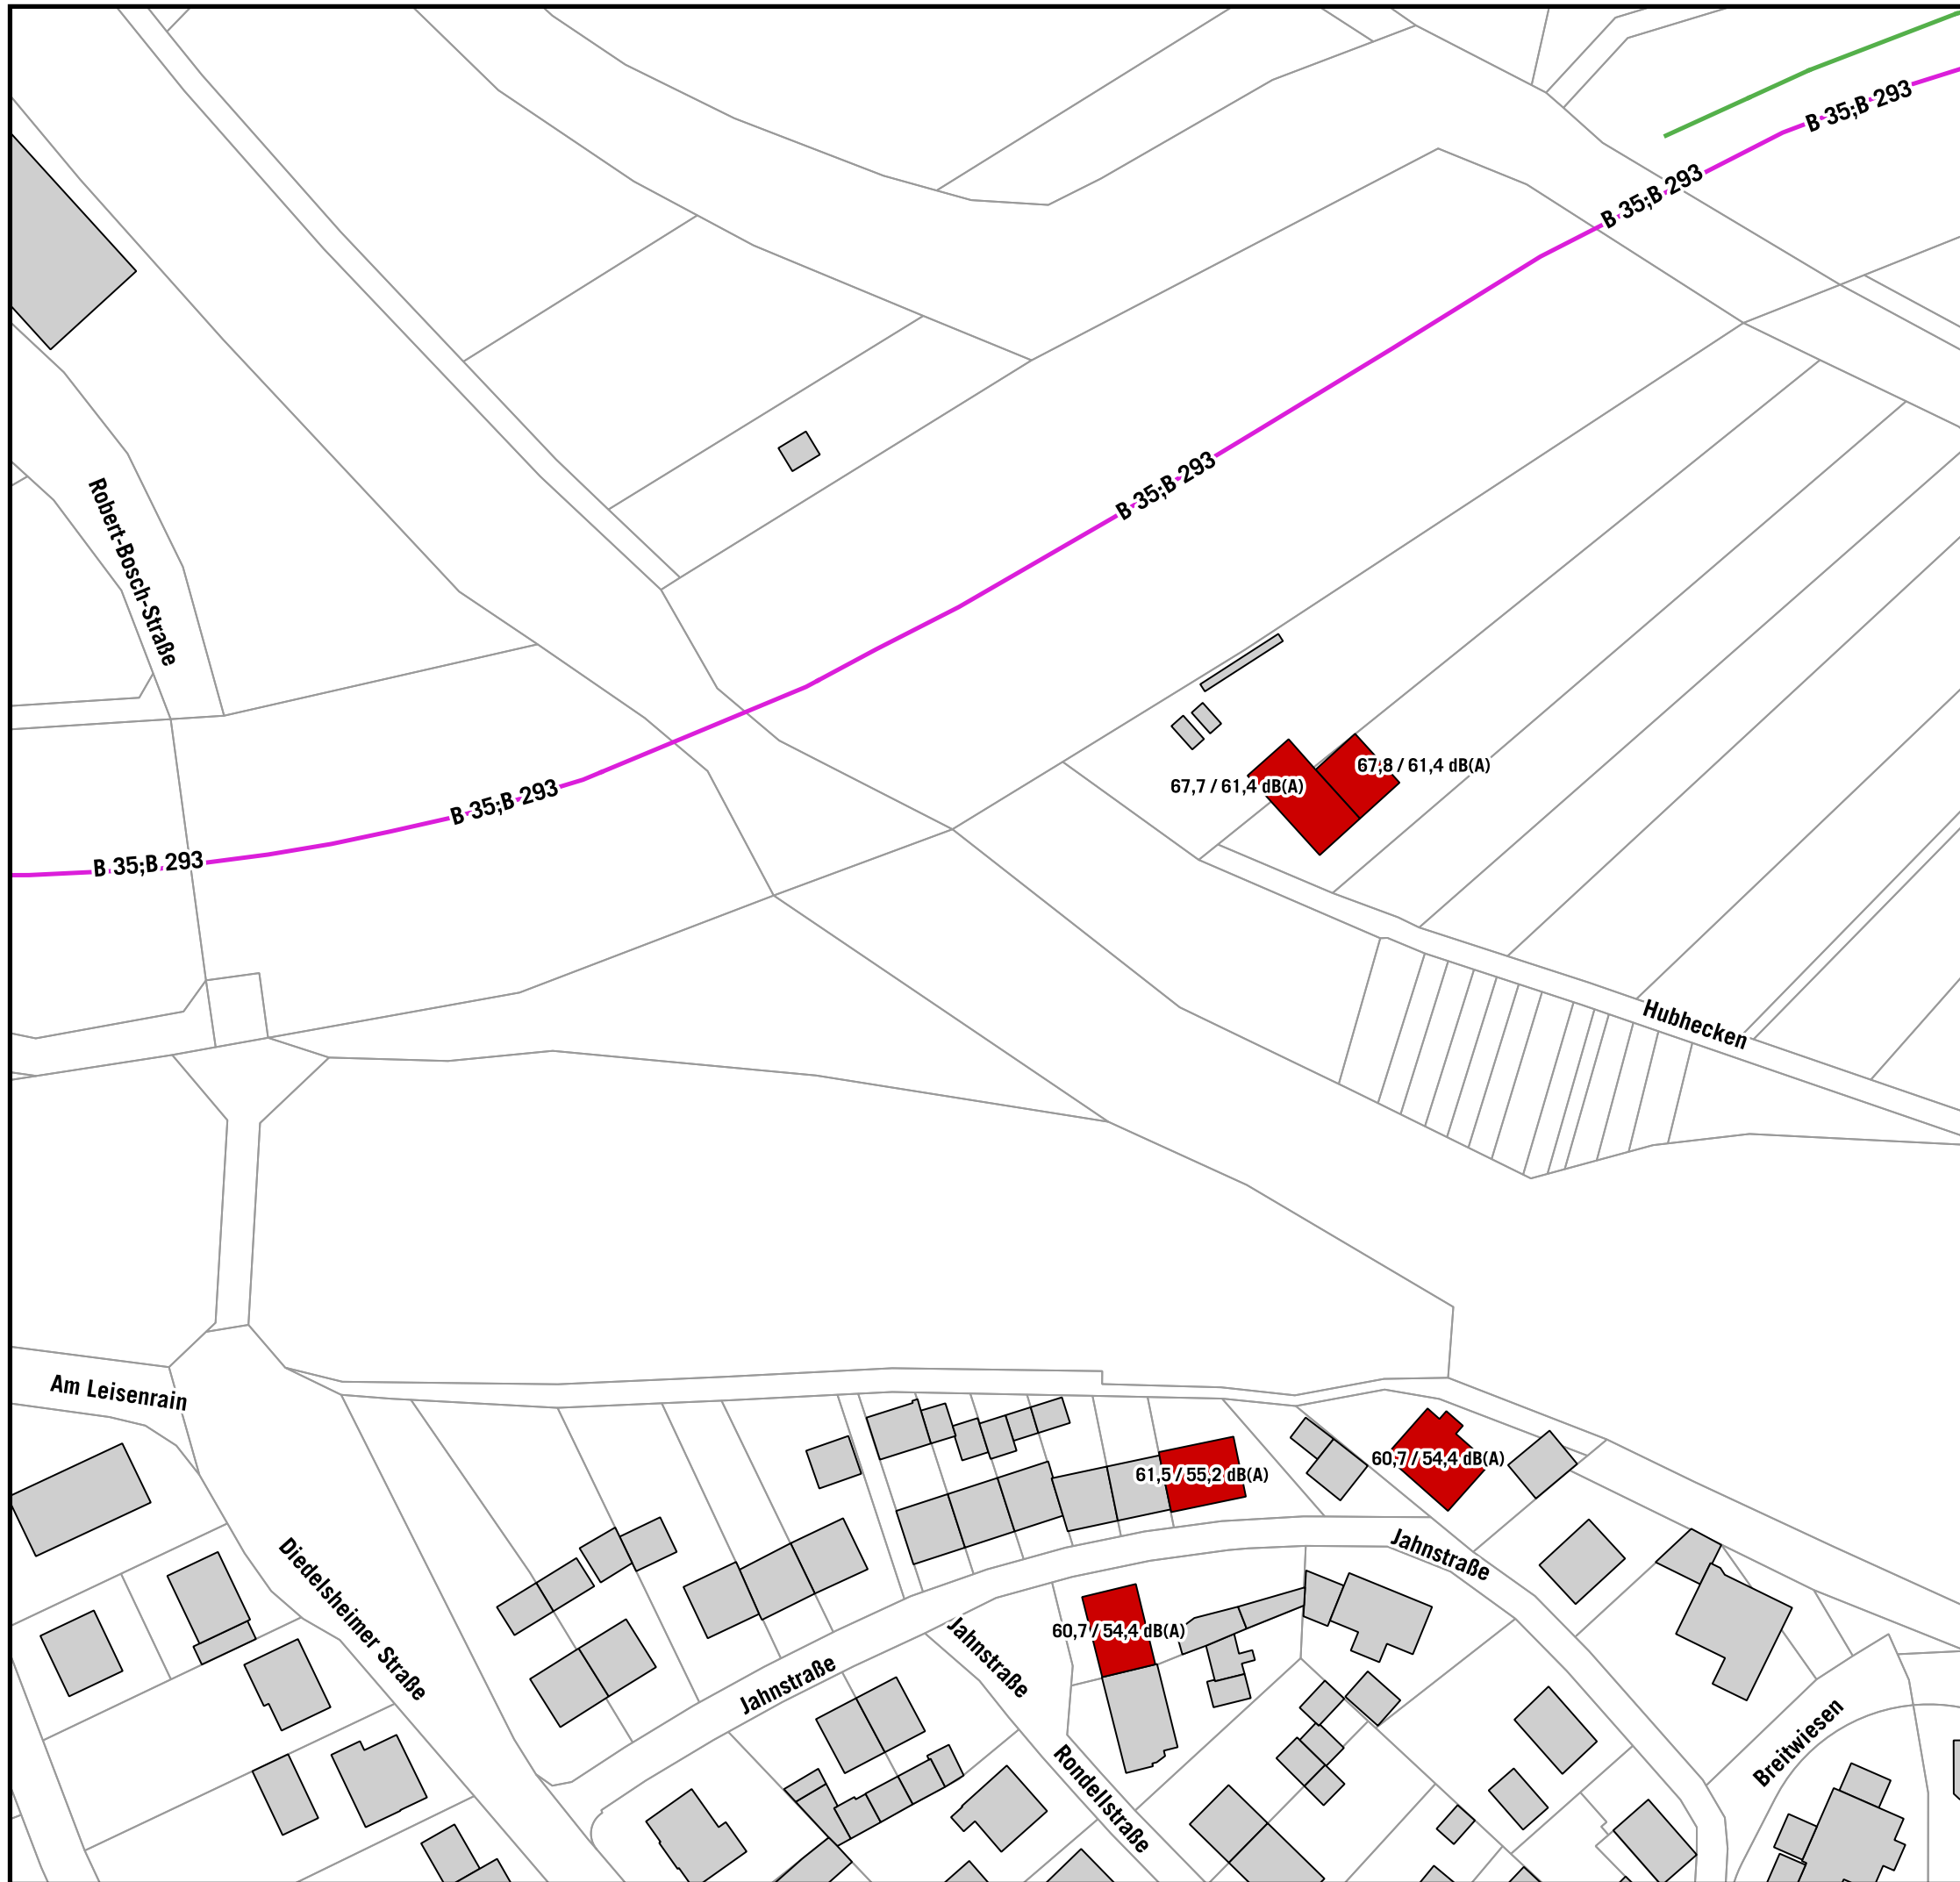 B 35;B 293
B 35;B 293
B 35;B 293
Robert-Bosch-Straße
67,8 / 61,4 dB(A)
67,7 / 61,4 dB(A)
B 35;B 293
B 35;B 293
Hubhecken
Am Leisenrain
60,7 / 54,4 dB(A)
61,5 / 55,2 dB(A)
Jahnstraße
Diedelsheimer Straße
60,7 / 54,4 dB(A)
Jahnstraße
Jahnstraße
Breitwiesen
Rondellstraße